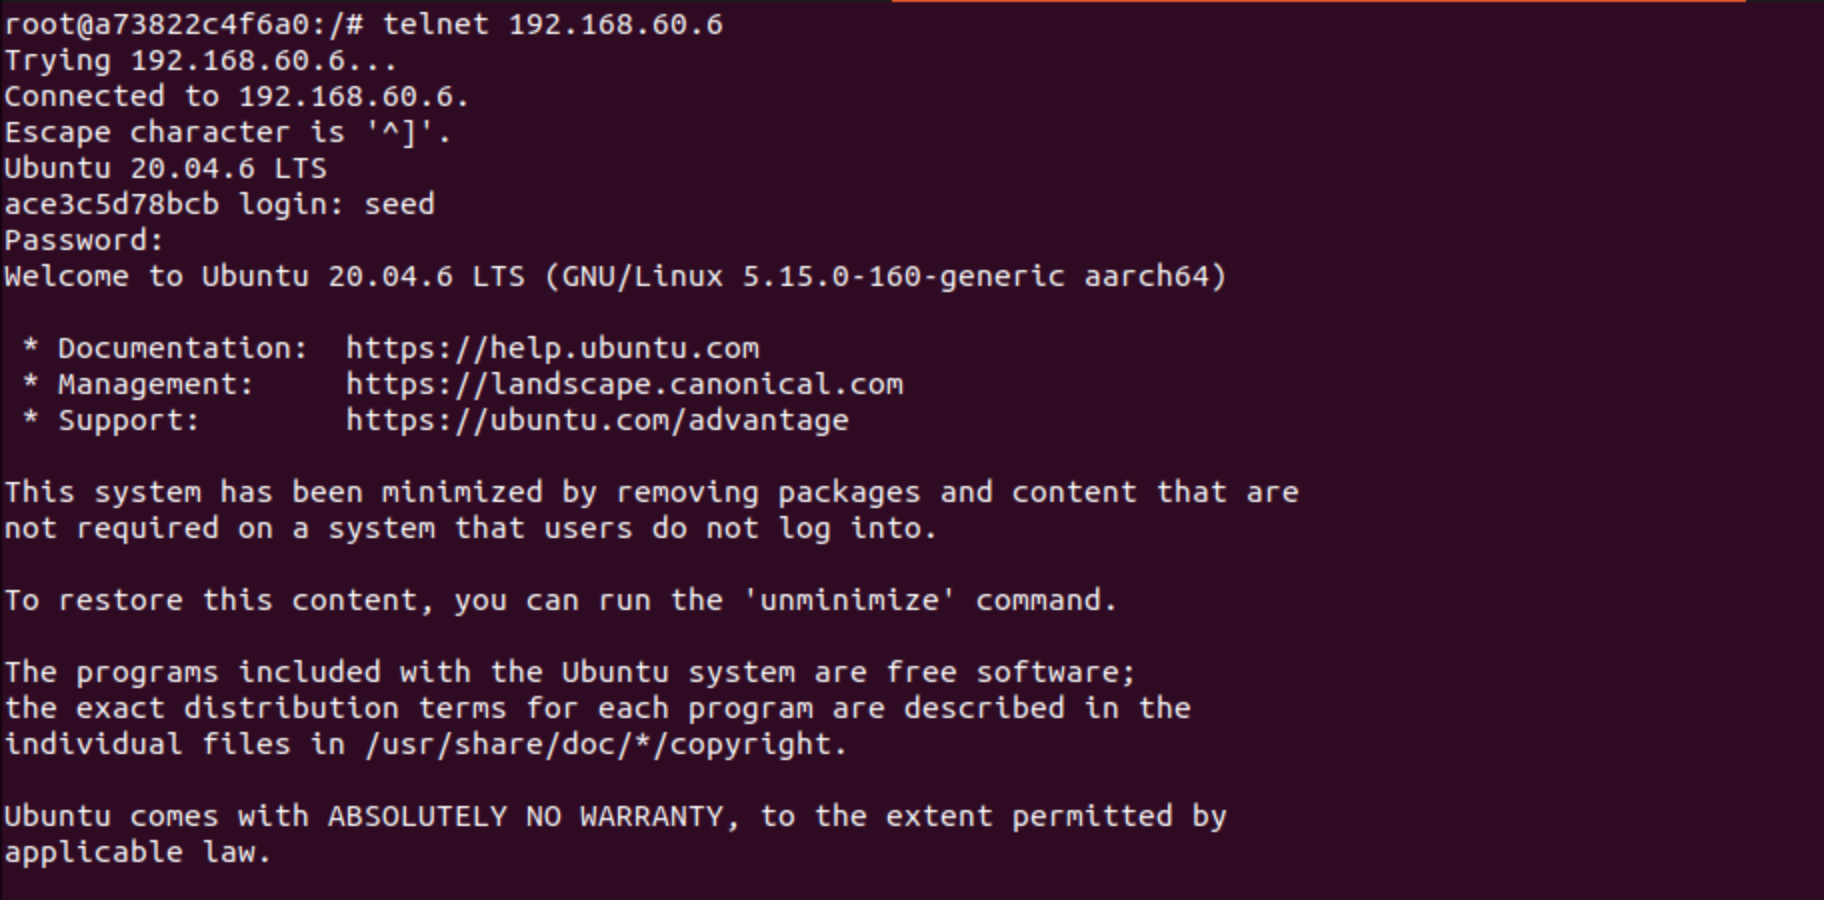 root@a73822c4f6a0:/# telnet 192.168.60.6
Trying 192.168.60.6...
Connected to 192.168.60.6.
Escape character is '^]'.
Ubuntu 20.04.6 LTS
ace3c5d78bcb login: seed
Password:
Welcome to Ubuntu 20.04.6 LTS (GNU/Linux 5.15.0-160-generic aarch64)

 * Documentation:  https://help.ubuntu.com
 * Management:     https://landscape.canonical.com
 * Support:        https://ubuntu.com/advantage

This system has been minimized by removing packages and content that are
not required on a system that users do not log into.

To restore this content, you can run the 'unminimize' command.

The programs included with the Ubuntu system are free software;
the exact distribution terms for each program are described in the
individual files in /usr/share/doc/*/copyright.

Ubuntu comes with ABSOLUTELY NO WARRANTY, to the extent permitted by
applicable law.